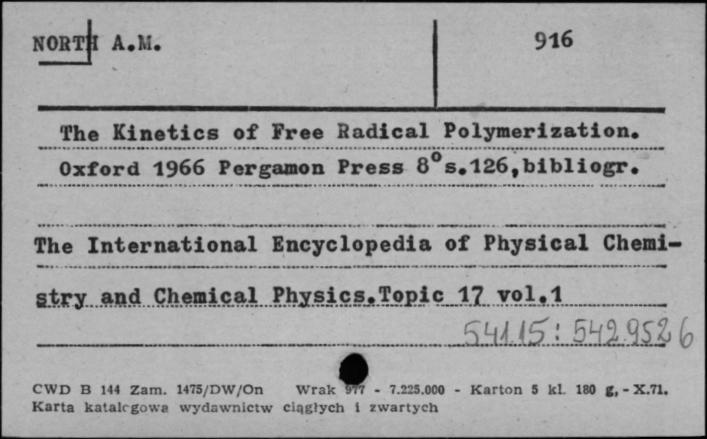 NORTH A.M. 916
The Kinetics of Free Radical Polymerization.
Oxford 1966 Pergamon Press 8°s.126,bibliogr.
The International Encyclopedia of Physical Chemi-
stry and Chemical Physics.Topic 17 vol.1
541.15:542.9526
CWD B 144 Zam. 1475/DW/On Wrak 977 - 7.225.000 - Karton 5 kl. 180 g, - X.71.
Karta katalogowa wydawnictw ciągłych i zwartych